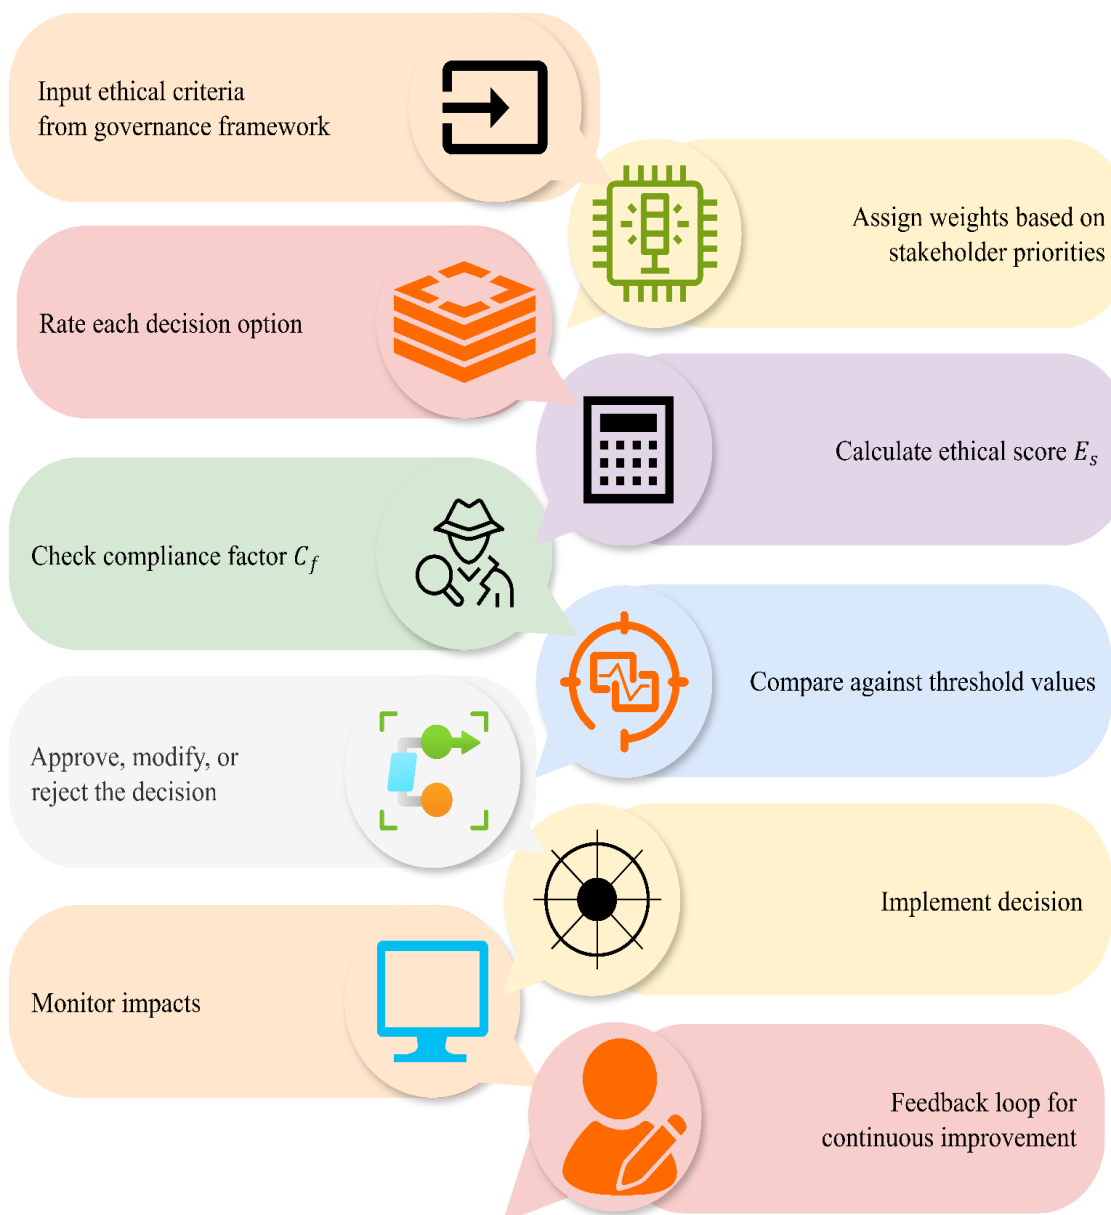 Input ethical criteria
from governance framework
Assign weights based on
stakeholder priorities
Rate each decision option
Calculate ethical score E_s
Check compliance factor C_f
Compare against threshold values
Approve, modify, or
reject the decision
Implement decision
Monitor impacts
Feedback loop for
continuous improvement